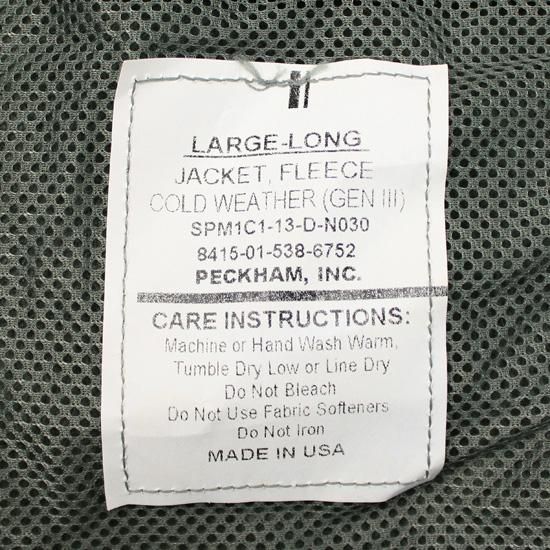 LARGE-LONG
JACKET, FLEECE
COLD WEATHER (GEN III)
SPM1C1-13-D-N030
8415-01-538-6752
PECKHAM, INC.
CARE INSTRUCTIONS:
Machine or Hand Wash Warm,
Tumble Dry Low or Line Dry
Do Not Bleach
Do Not Use Fabric Softeners
Do Not Iron
MADE IN USA